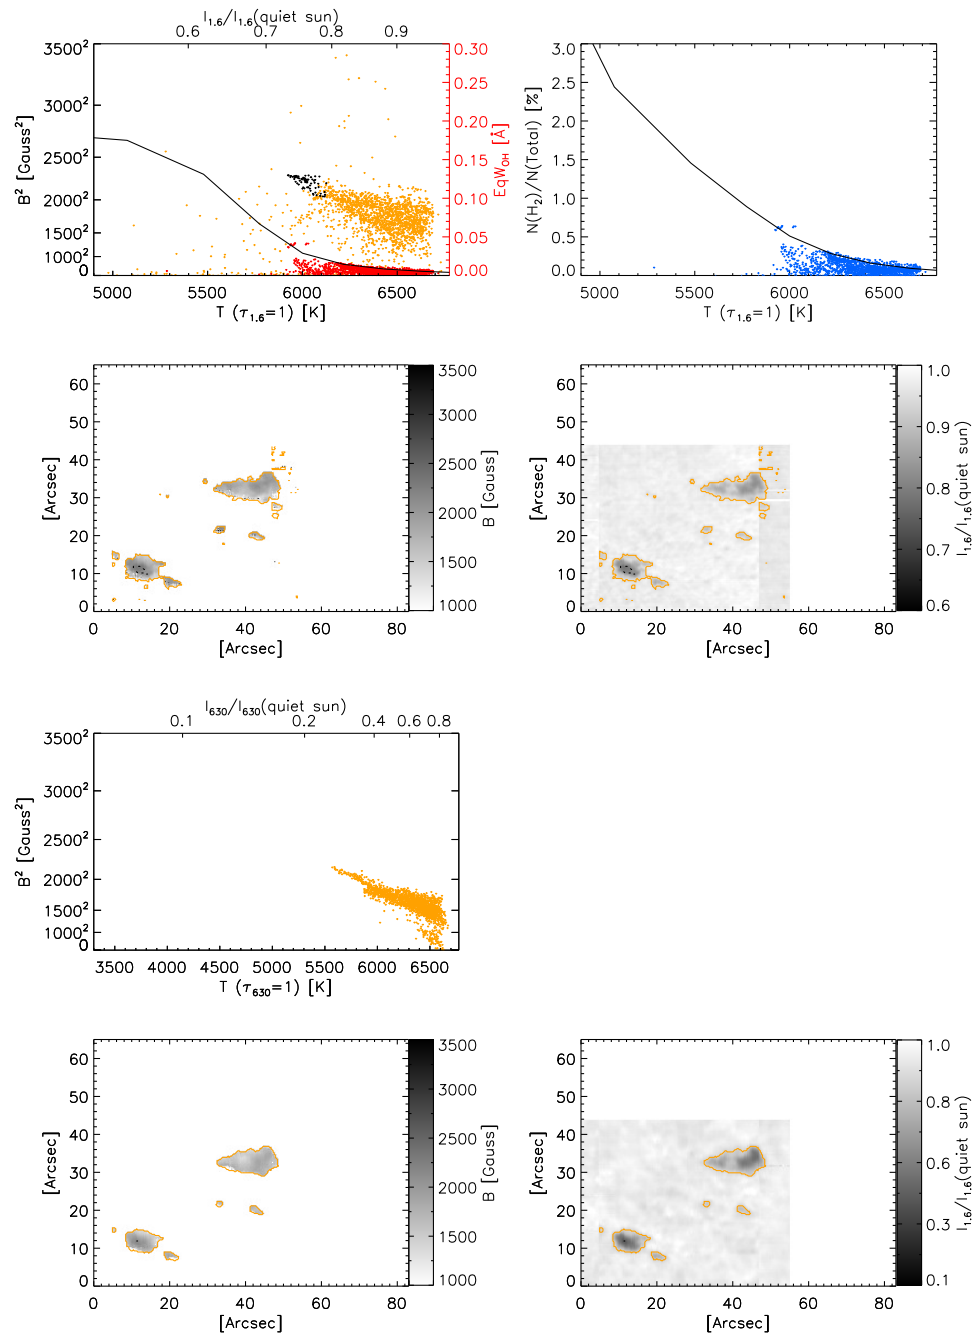 I1.6/I1.6(quiet sun)
0.6 0.7 0.8 0.9
3500² 3000² 2500² 2000² 1500² 1000² 0
B² [Gauss²]
0.30 0.25 0.20 0.15 0.10 0.05 0.00
EqWOH [Å]
5000 5500 6000 6500
T (τ1.6=1) [K]
3.0 2.5 2.0 1.5 1.0 0.5 0.0
N(H2)/N(Total) [%]
5000 5500 6000 6500
T (τ1.6=1) [K]
60 50 40 30 20 10 0
[Arcsec]
0 20 40 60 80
[Arcsec]
3500 3000 2500 2000 1500 1000
B [Gauss]
60 50 40 30 20 10 0
[Arcsec]
0 20 40 60 80
[Arcsec]
1.0 0.9 0.8 0.7 0.6
I1.6/I1.6(quiet sun)
I630/I630(quiet sun)
0.1 0.2 0.4 0.6 0.8
3500² 3000² 2500² 2000² 1500² 1000² 0
B² [Gauss²]
3500 4000 4500 5000 5500 6000 6500
T (τ630=1) [K]
60 50 40 30 20 10 0
[Arcsec]
0 20 40 60 80
[Arcsec]
3500 3000 2500 2000 1500 1000
B [Gauss]
60 50 40 30 20 10 0
[Arcsec]
0 20 40 60 80
[Arcsec]
1.0 0.8 0.6 0.3 0.1
I1.6/I1.6(quiet sun)